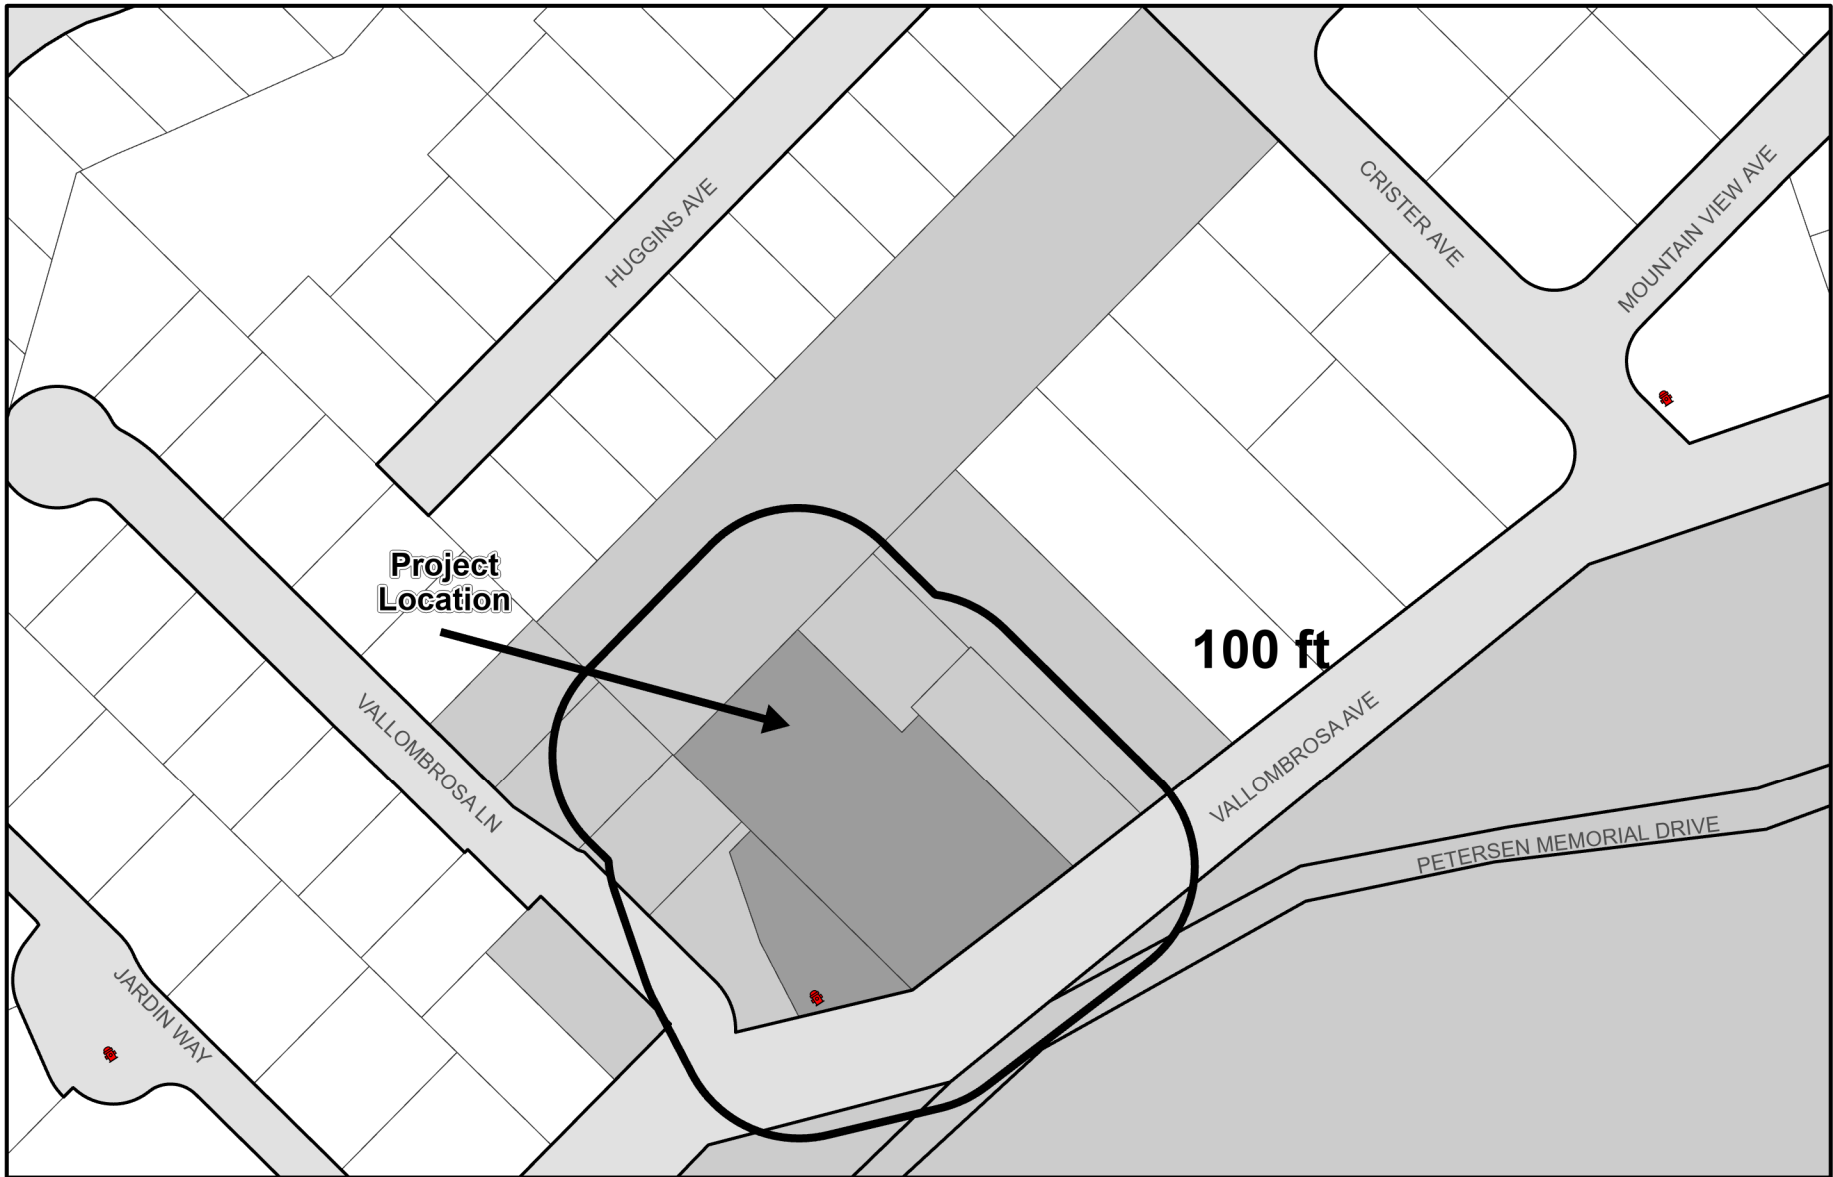 HUGGINS AVE
CRISTER AVE
MOUNTAIN VIEW AVE
Project
Location
100 ft
VALLOMBROSA LN
VALLOMBROSA AVE
PETERSEN MEMORIAL DRIVE
JARDIN WAY